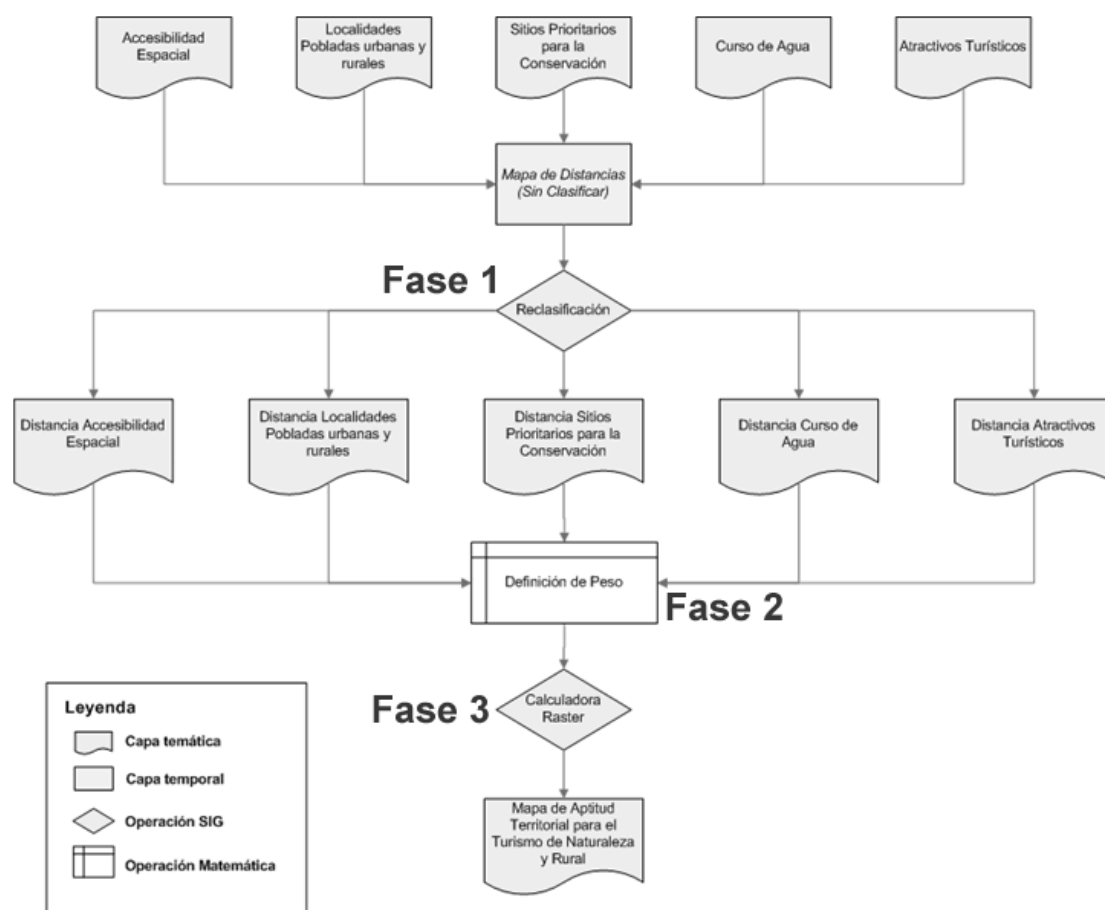 Accesibilidad
Espacial
Localidades
Pobladas urbanas y
rurales
Sitios Prioritarios
para la
Conservación
Curso de Agua
Atractivos Turísticos
Mapa de Distancias
(Sin Clasificar)
Fase 1
Reclasificación
Distancia Accesibilidad
Espacial
Distancia Localidades
Pobladas urbanas y
rurales
Distancia Sitios
Prioritarios para la
Conservación
Distancia Curso de
Agua
Distancia Atractivos
Turísticos
Definición de Peso
Fase 2
Fase 3
Calculadora
Raster
Mapa de Aptitud
Territorial para el
Turismo de Naturaleza
y Rural
Leyenda
Capa temática
Capa temporal
Operación SIG
Operación Matemática